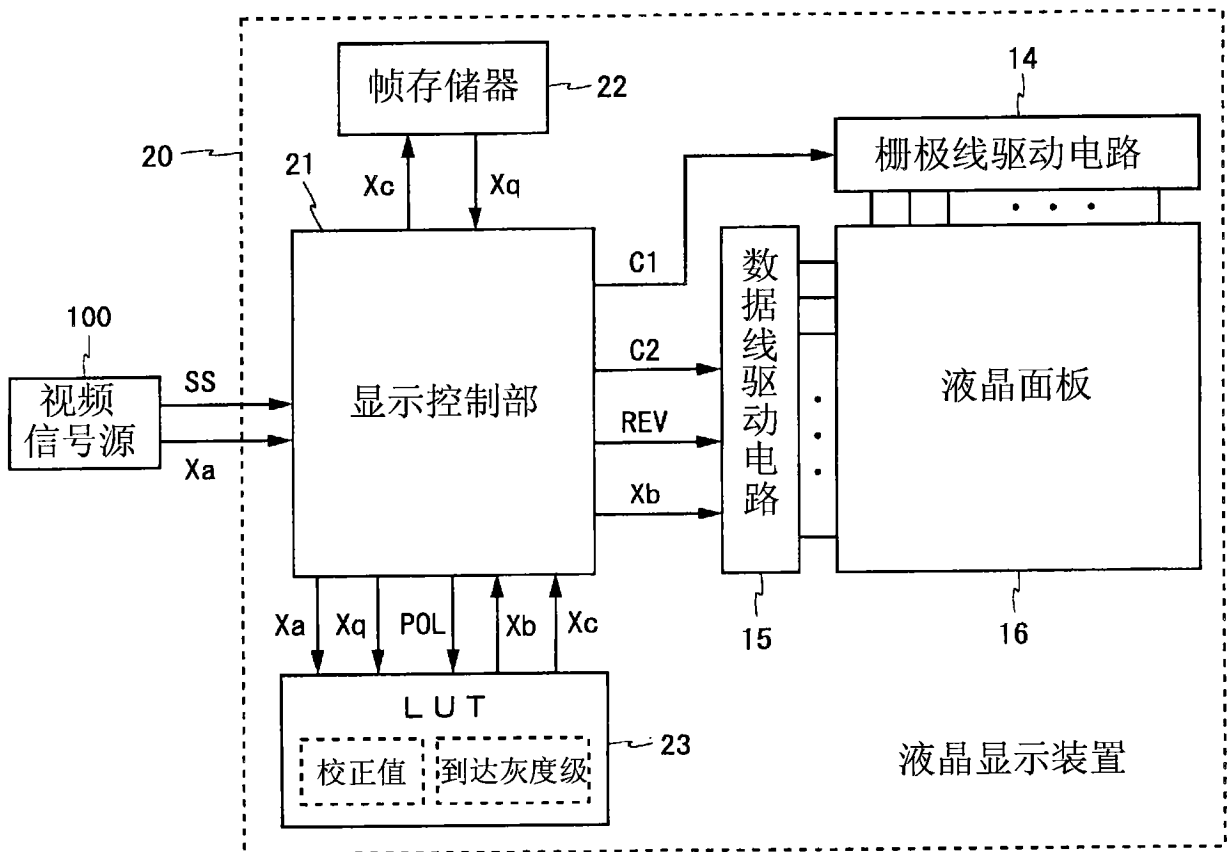 帧存储器
22
14
栅极线驱动电路
20
21
Xc
Xq
C1
数据线驱动电路
100
视频
信号源
SS
Xa
显示控制部
C2
REV
Xb
液晶面板
15
16
Xa
Xq
POL
Xb
Xc
LUT
校正值
到达灰度级
23
液晶显示装置